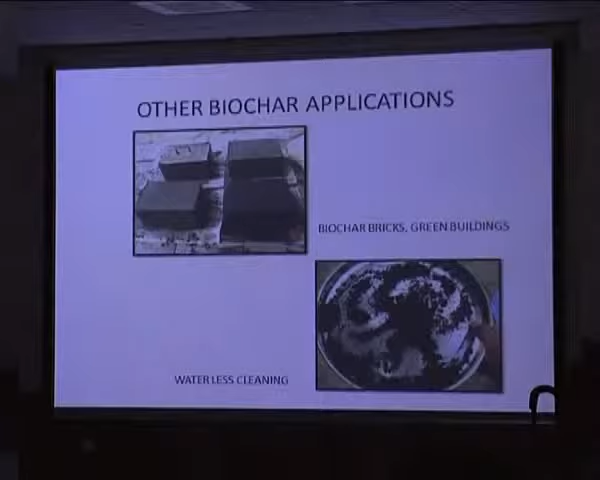 OTHER BIOCHAR APPLICATIONS
BIOCHAR BRICKS, GREEN BUILDINGS
WATER LESS CLEANING